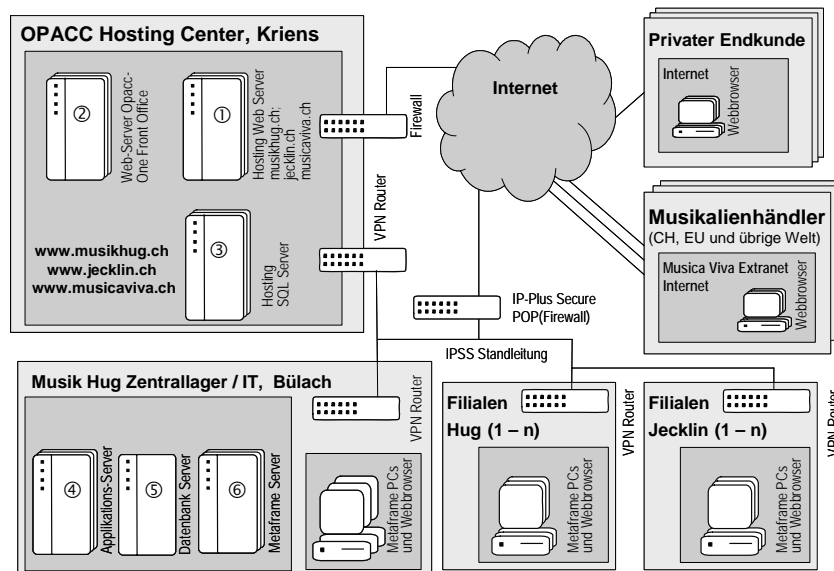 OPACC Hosting Center, Kriens
②
Web-Server Opacc-
One Front Office
①
Hosting Web Server
musikhug.ch;
jecklin.ch
musicaviva.ch
③
Hosting
SQL Server
www.musikhug.ch
www.jecklin.ch
www.musicaviva.ch
Firewall
VPN Router
Internet
Privater Endkunde
Internet
Webbrowser
Musikalienhändler
(CH, EU und übrige Welt)
Musica Viva Extranet
Internet
Webbrowser
IP-Plus Secure
POP(Firewall)
IPSS Standleitung
Musik Hug Zentrallager / IT, Bülach
VPN Router
④
Applikations-Server
⑤
Datenbank Server
⑥
Metaframe Server
Metaframe PCs
und Webbrowser
Filialen
Hug (1 – n)
VPN Router
Metaframe PCs
und Webbrowser
Filialen
Jecklin (1 – n)
VPN Router
Metaframe PCs
und Webbrowser